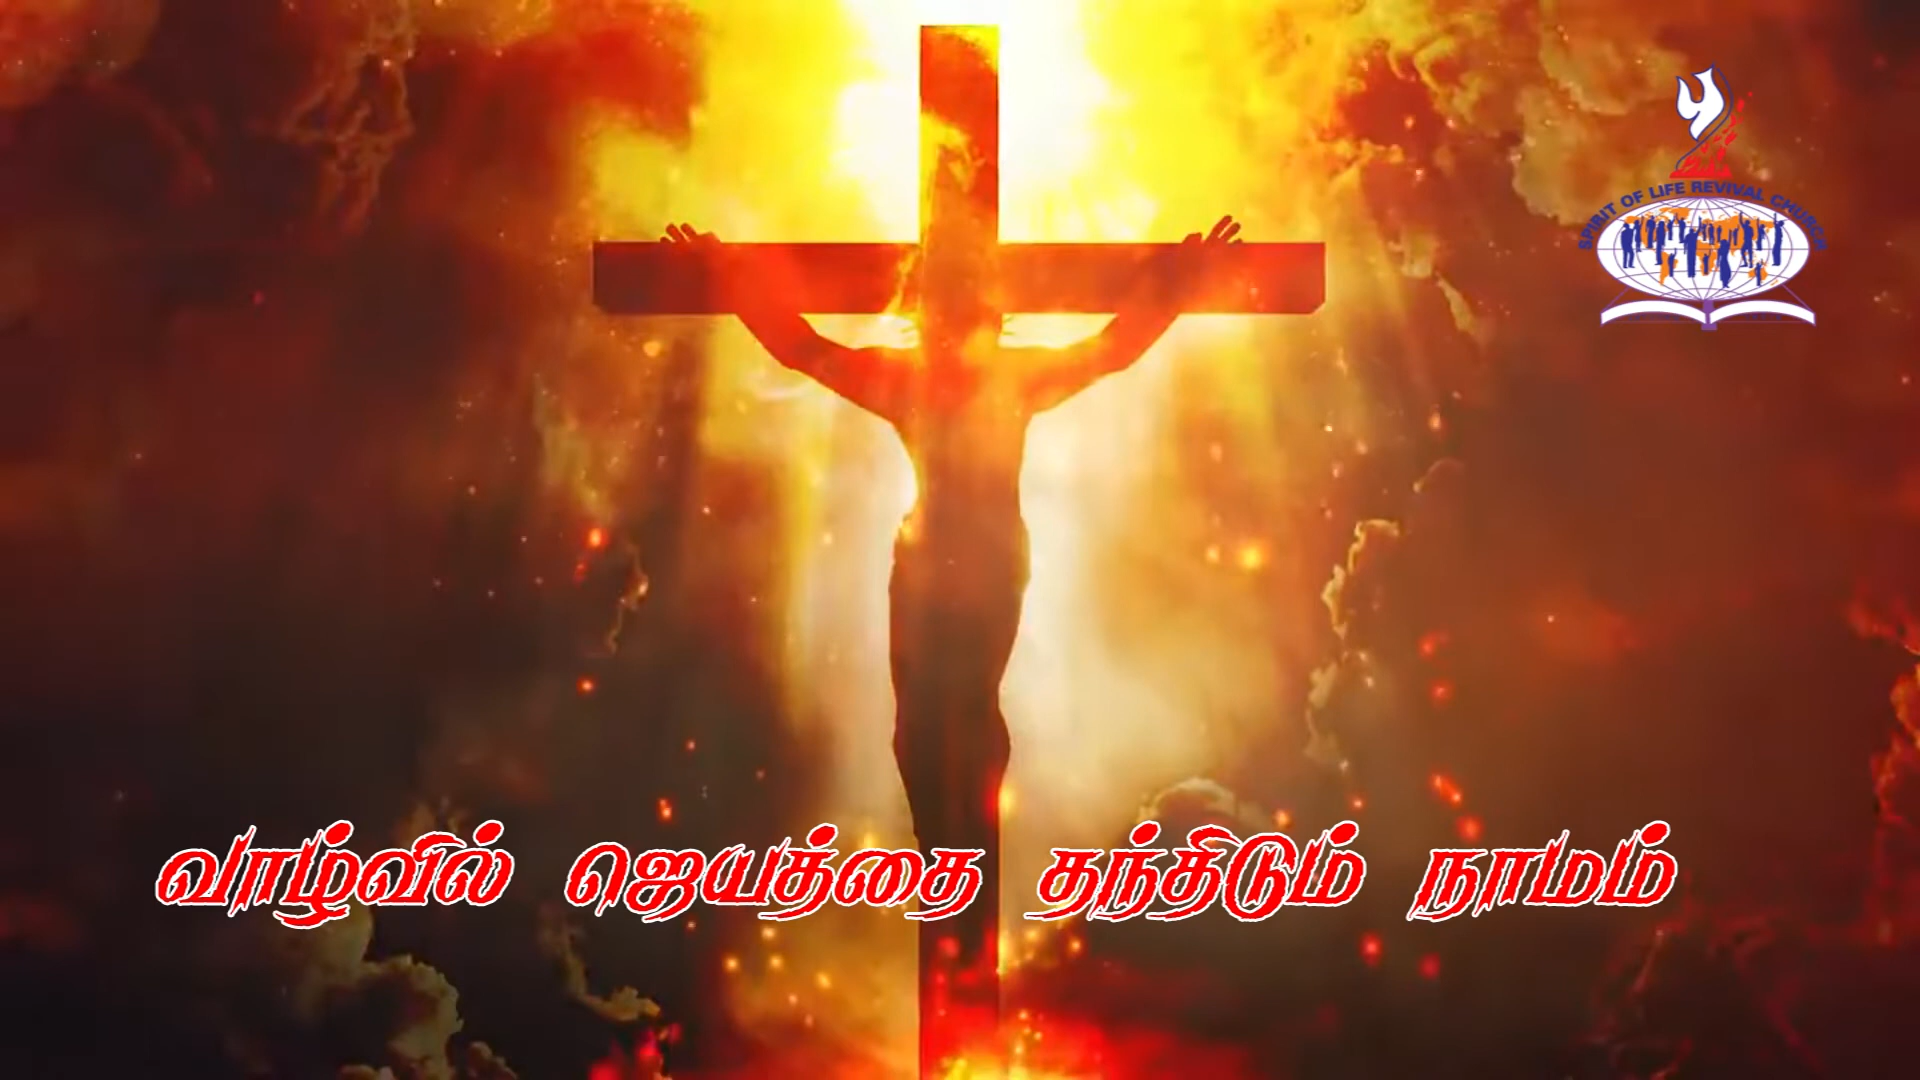 SPIRIT OF LIFE REVIVAL CHURCH
வாழ்வில் ஜெயத்தை தந்திடும் நாமம்